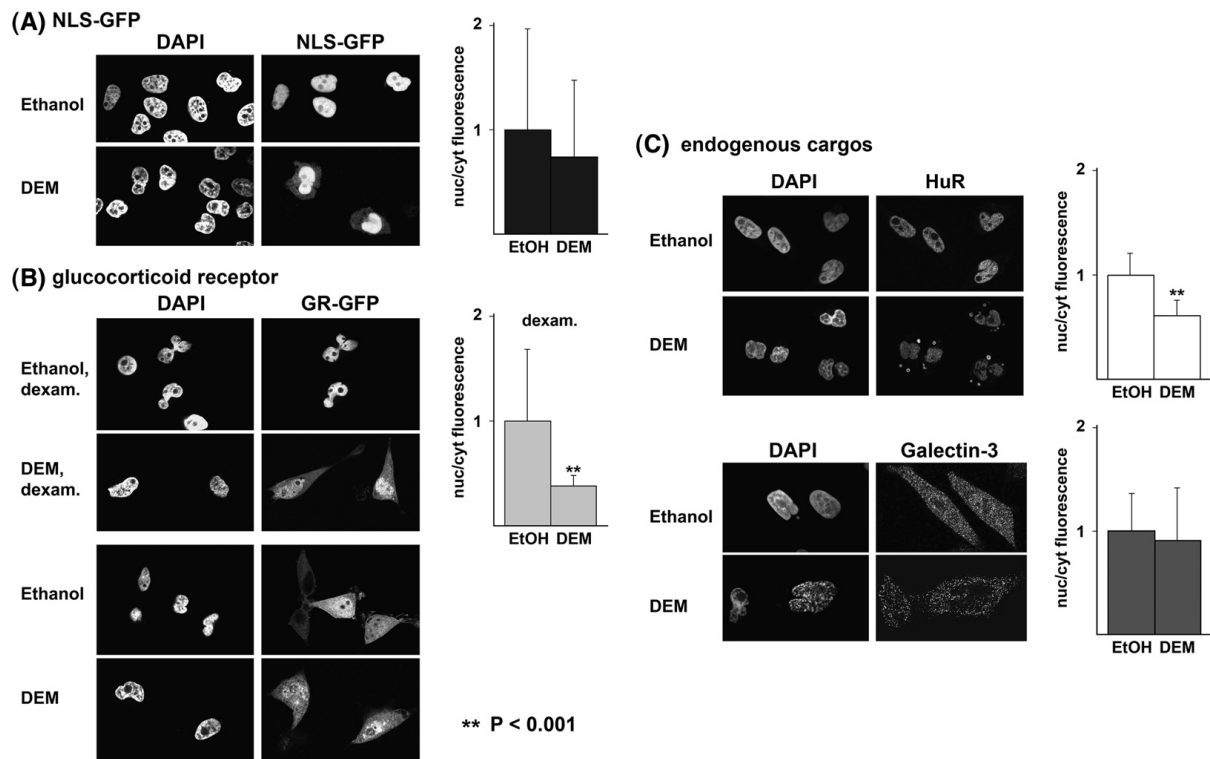 (A) NLS-GFP
DAPI NLS-GFP
Ethanol
DEM
nuc/cyt fluorescence
2
1
EtOH DEM
(B) glucocorticoid receptor
DAPI GR-GFP
Ethanol,
dexam.
DEM,
dexam.
Ethanol
DEM
nuc/cyt fluorescence
2
1
dexam.
**
EtOH DEM
** P < 0.001
(C) endogenous cargos
DAPI HuR
Ethanol
DEM
nuc/cyt fluorescence
2
1
**
EtOH DEM
DAPI Galectin-3
Ethanol
DEM
nuc/cyt fluorescence
2
1
EtOH DEM